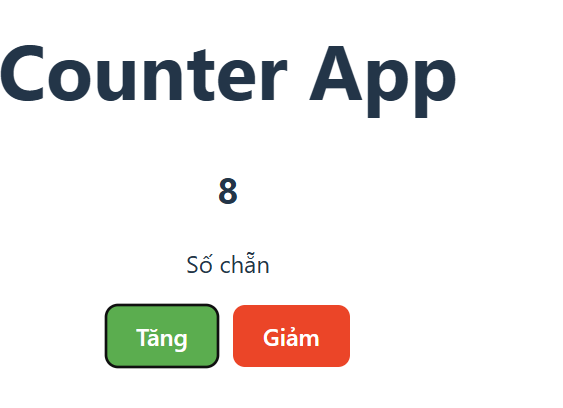 Counter App
8
Số chẵn
Tăng Giảm